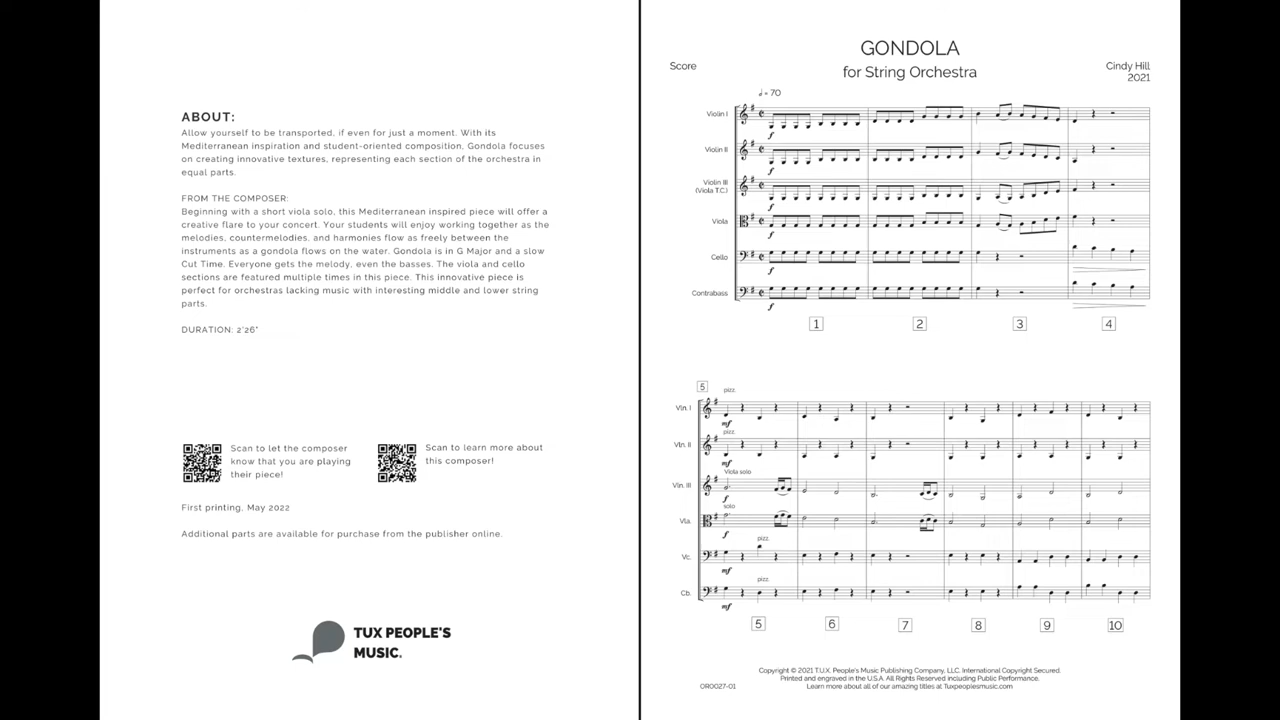 ABOUT:
Allow yourself to be transported, if even for just a moment. With its
Mediterranean inspiration and student-oriented composition, Gondola focuses
on creating innovative textures, representing each section of the orchestra in
equal parts.
FROM THE COMPOSER:
Beginning with a short viola solo, this Mediterranean inspired piece will offer a
creative flare to your concert. Your students will enjoy working together as the
melodies, countermelodies, and harmonies flow as freely between the
instruments as a gondola flows on the water. Gondola is in G Major and a slow
Cut Time. Everyone gets the melody, even the basses. The viola and cello
sections are featured multiple times in this piece. This innovative piece is
perfect for orchestras lacking music with interesting middle and lower string
parts.
DURATION: 2'26"
Scan to let the composer
know that you are playing
their piece!
Scan to learn more about
this composer!
First printing, May 2022
Additional parts are available for purchase from the publisher online.
TUX PEOPLE'S
MUSIC.
GONDOLA
for String Orchestra
Score
Cindy Hill
2021
= 70
Violin I
f
Violin II
f
Violin III
(Viola T.C.)
f
Viola
f
Cello
f
Contrabass
f
1 2 3 4
5
pizz.
Vln. I
mf
pizz.
Vln. II
mf
Viola solo
Vln. III
f
solo
Vla.
f
pizz.
Vc.
mf
pizz.
Cb.
mf
5 6 7 8 9 10
Copyright © 2021 T.U.X. People's Music Publishing Company, LLC. International Copyright Secured.
Printed and engraved in the U.S.A. All Rights Reserved including Public Performance.
OR0027-01 Learn more about all of our amazing titles at Tuxpeoplesmusic.com